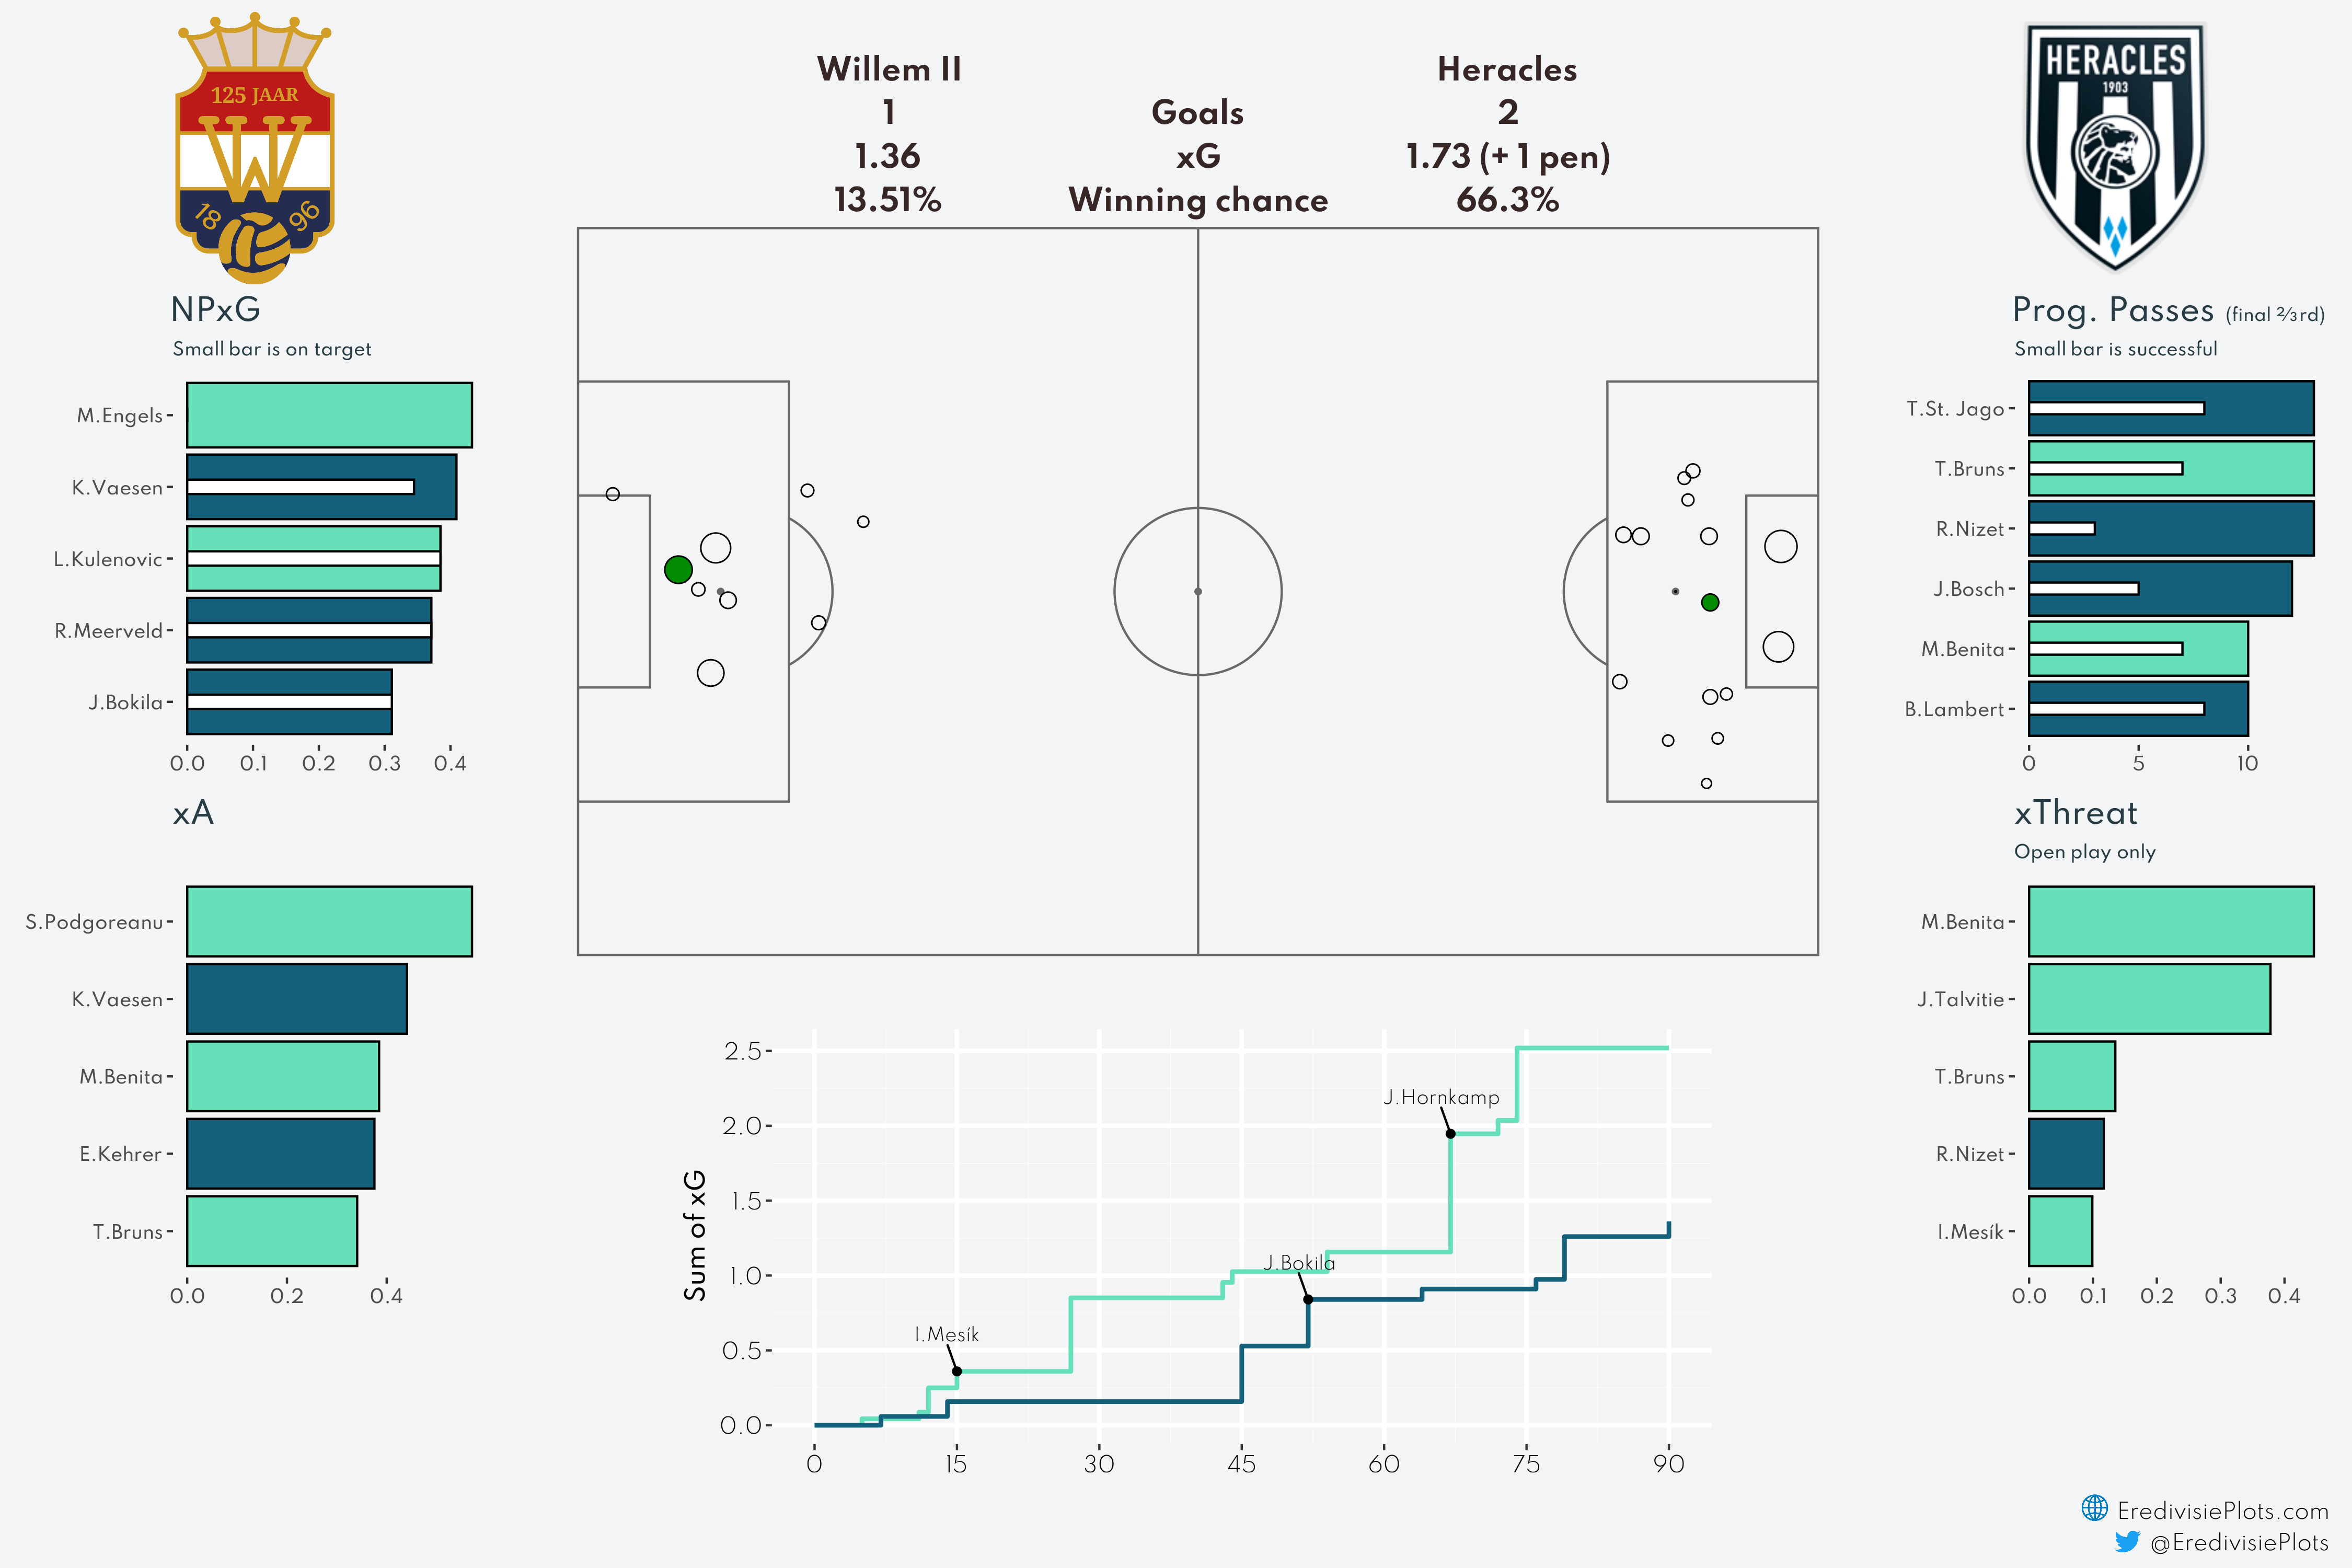 125 JAAR
W
18 96
HERACLES
1903
Willem II Heracles
1 Goals 2
1.36 xG 1.73 (+ 1 pen)
13.51% Winning chance 66.3%
NPxG
Small bar is on target
M.Engels
K.Vaesen
L.Kulenovic
R.Meerveld
J.Bokila
0.0 0.1 0.2 0.3 0.4
xA
S.Podgoreanu
K.Vaesen
M.Benita
E.Kehrer
T.Bruns
0.0 0.2 0.4
Sum of xG
2.5
2.0
1.5
1.0
0.5
0.0
J.Hornkamp
J.Bokila
I.Mesík
0 15 30 45 60 75 90
Prog. Passes (final ⅔rd)
Small bar is successful
T.St. Jago
T.Bruns
R.Nizet
J.Bosch
M.Benita
B.Lambert
0 5 10
xThreat
Open play only
M.Benita
J.Talvitie
T.Bruns
R.Nizet
I.Mesík
0.0 0.1 0.2 0.3 0.4
EredivisiePlots.com
@EredivisiePlots